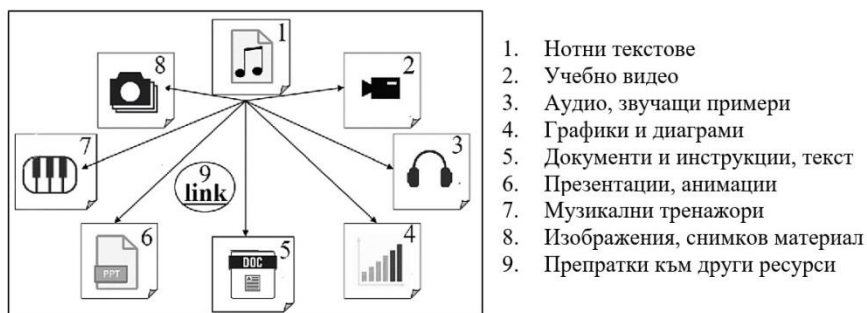 1
8
2
7
9
link
3
PPT
6
DOC
5
4
1. Нотни текстове
2. Учебно видео
3. Аудио, звучащи примери
4. Графики и диаграми
5. Документи и инструкции, текст
6. Презентации, анимации
7. Музикални тренажори
8. Изображения, снимков материал
9. Препратки към други ресурси